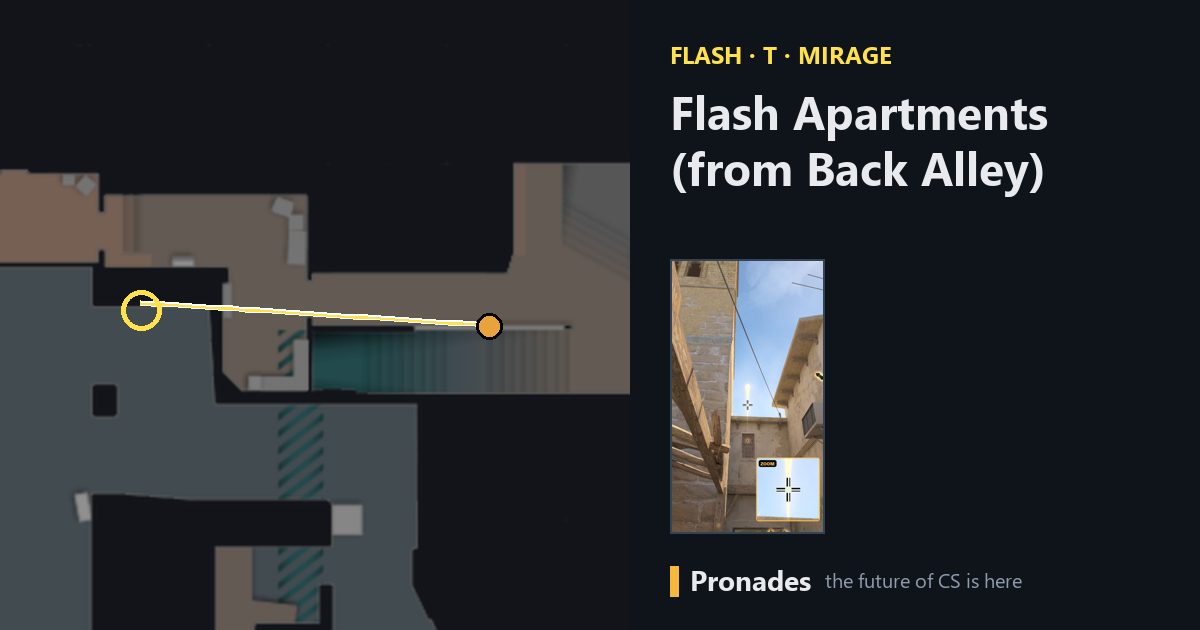 FLASH · T · MIRAGE
Flash Apartments
(from Back Alley)
ZOOM
Pronades the future of CS is here